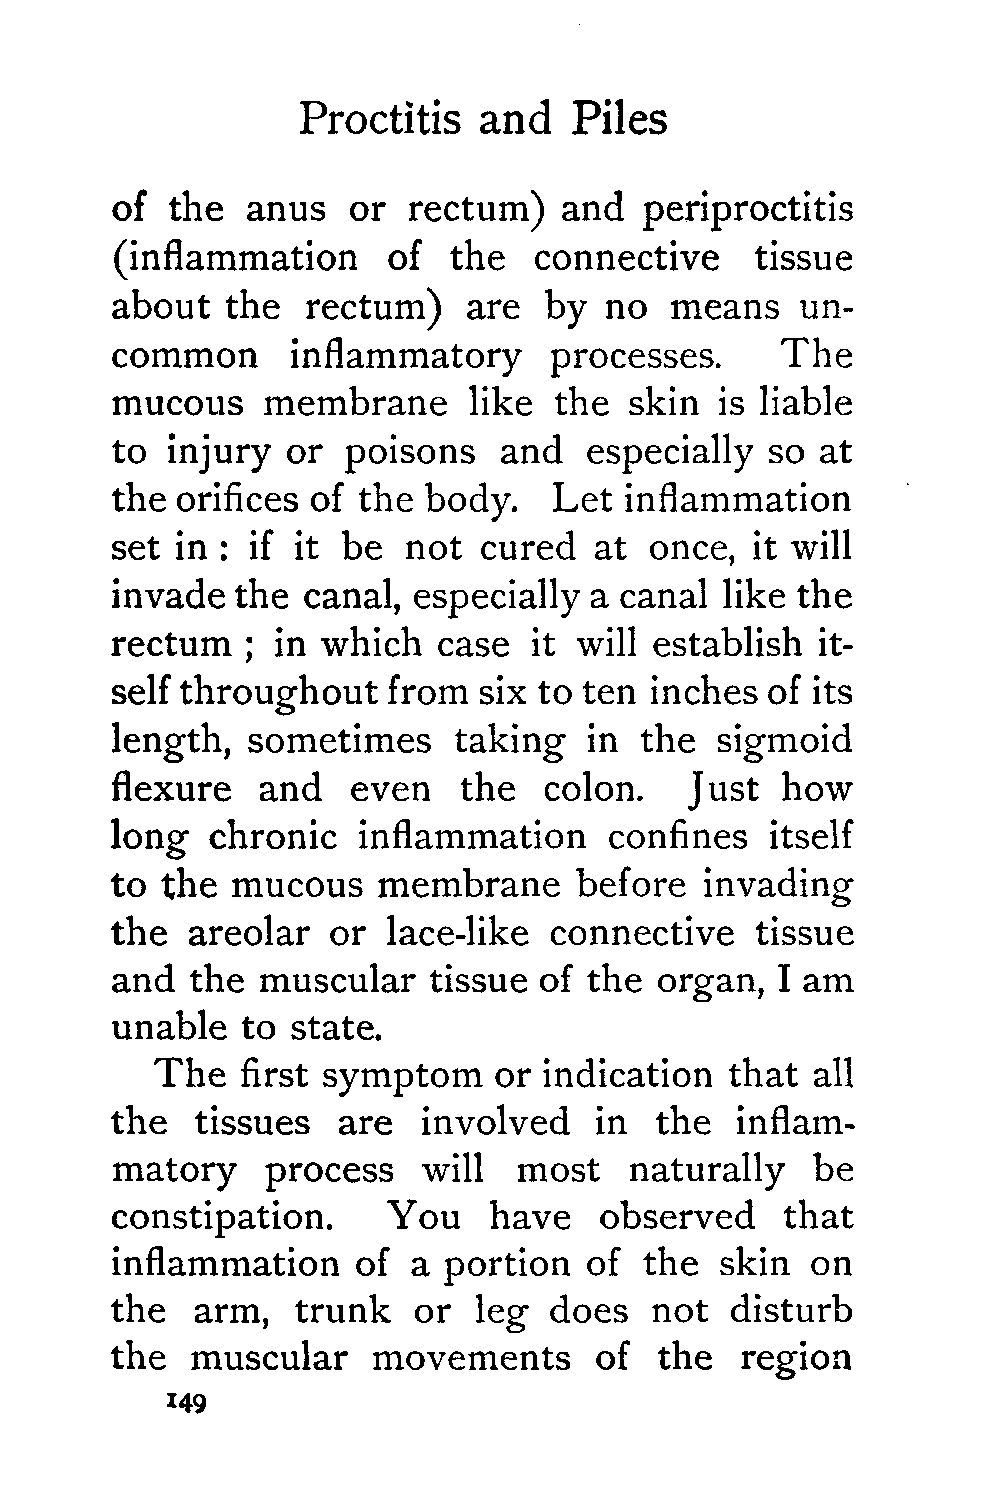 Proctitis and Piles
of the anus or rectum) and periproctitis
(inflammation of the connective tissue
about the rectum) are by no means un-
common inflammatory processes. The
mucous membrane like the skin is liable
to injury or poisons and especially so at
the orifices of the body. Let inflammation
set in : if it be not cured at once, it will
invade the canal, especially a canal like the
rectum ; in which case it will establish it-
self throughout from six to ten inches of its
length, sometimes taking in the sigmoid
flexure and even the colon. Just how
long chronic inflammation confines itself
to the mucous membrane before invading
the areolar or lace-like connective tissue
and the muscular tissue of the organ, I am
unable to state.
The first symptom or indication that all
the tissues are involved in the inflam-
matory process will most naturally be
constipation. You have observed that
inflammation of a portion of the skin on
the arm, trunk or leg does not disturb
the muscular movements of the region
149